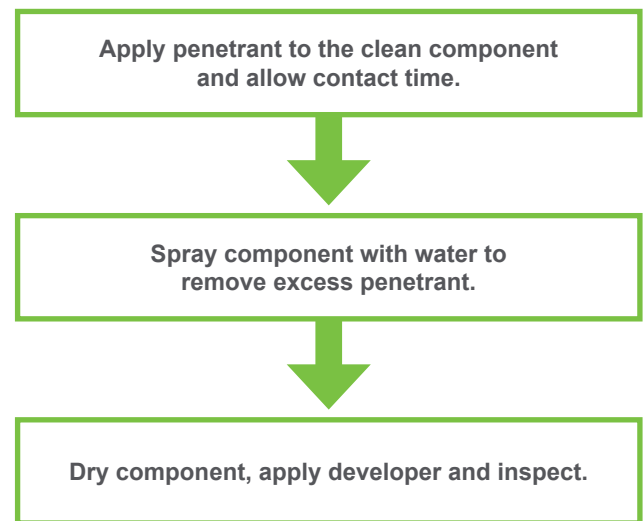 Apply penetrant to the clean component
and allow contact time.
Spray component with water to
remove excess penetrant.
Dry component, apply developer and inspect.